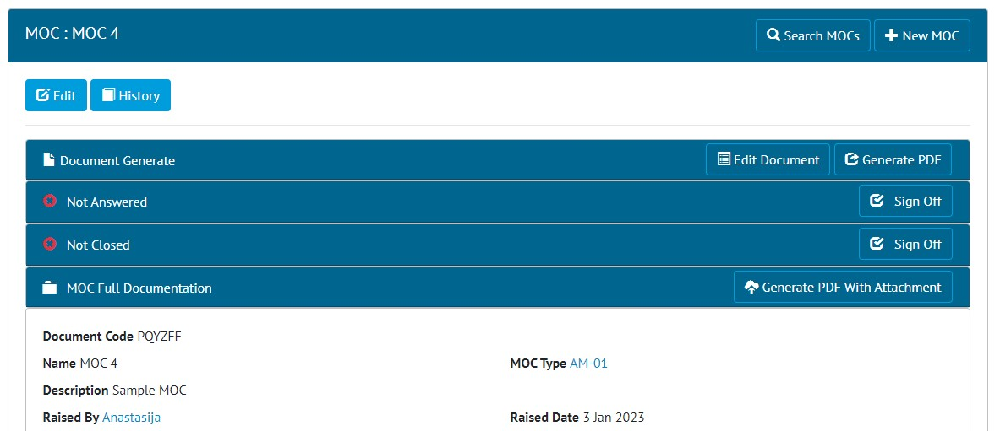 MOC : MOC 4
Search MOCs
New MOC
Edit
History
Document Generate
Edit Document
Generate PDF
Not Answered
Sign Off
Not Closed
Sign Off
MOC Full Documentation
Generate PDF With Attachment
Document Code PQYZFF
Name MOC 4
MOC Type AM-01
Description Sample MOC
Raised By Anastasija
Raised Date 3 Jan 2023